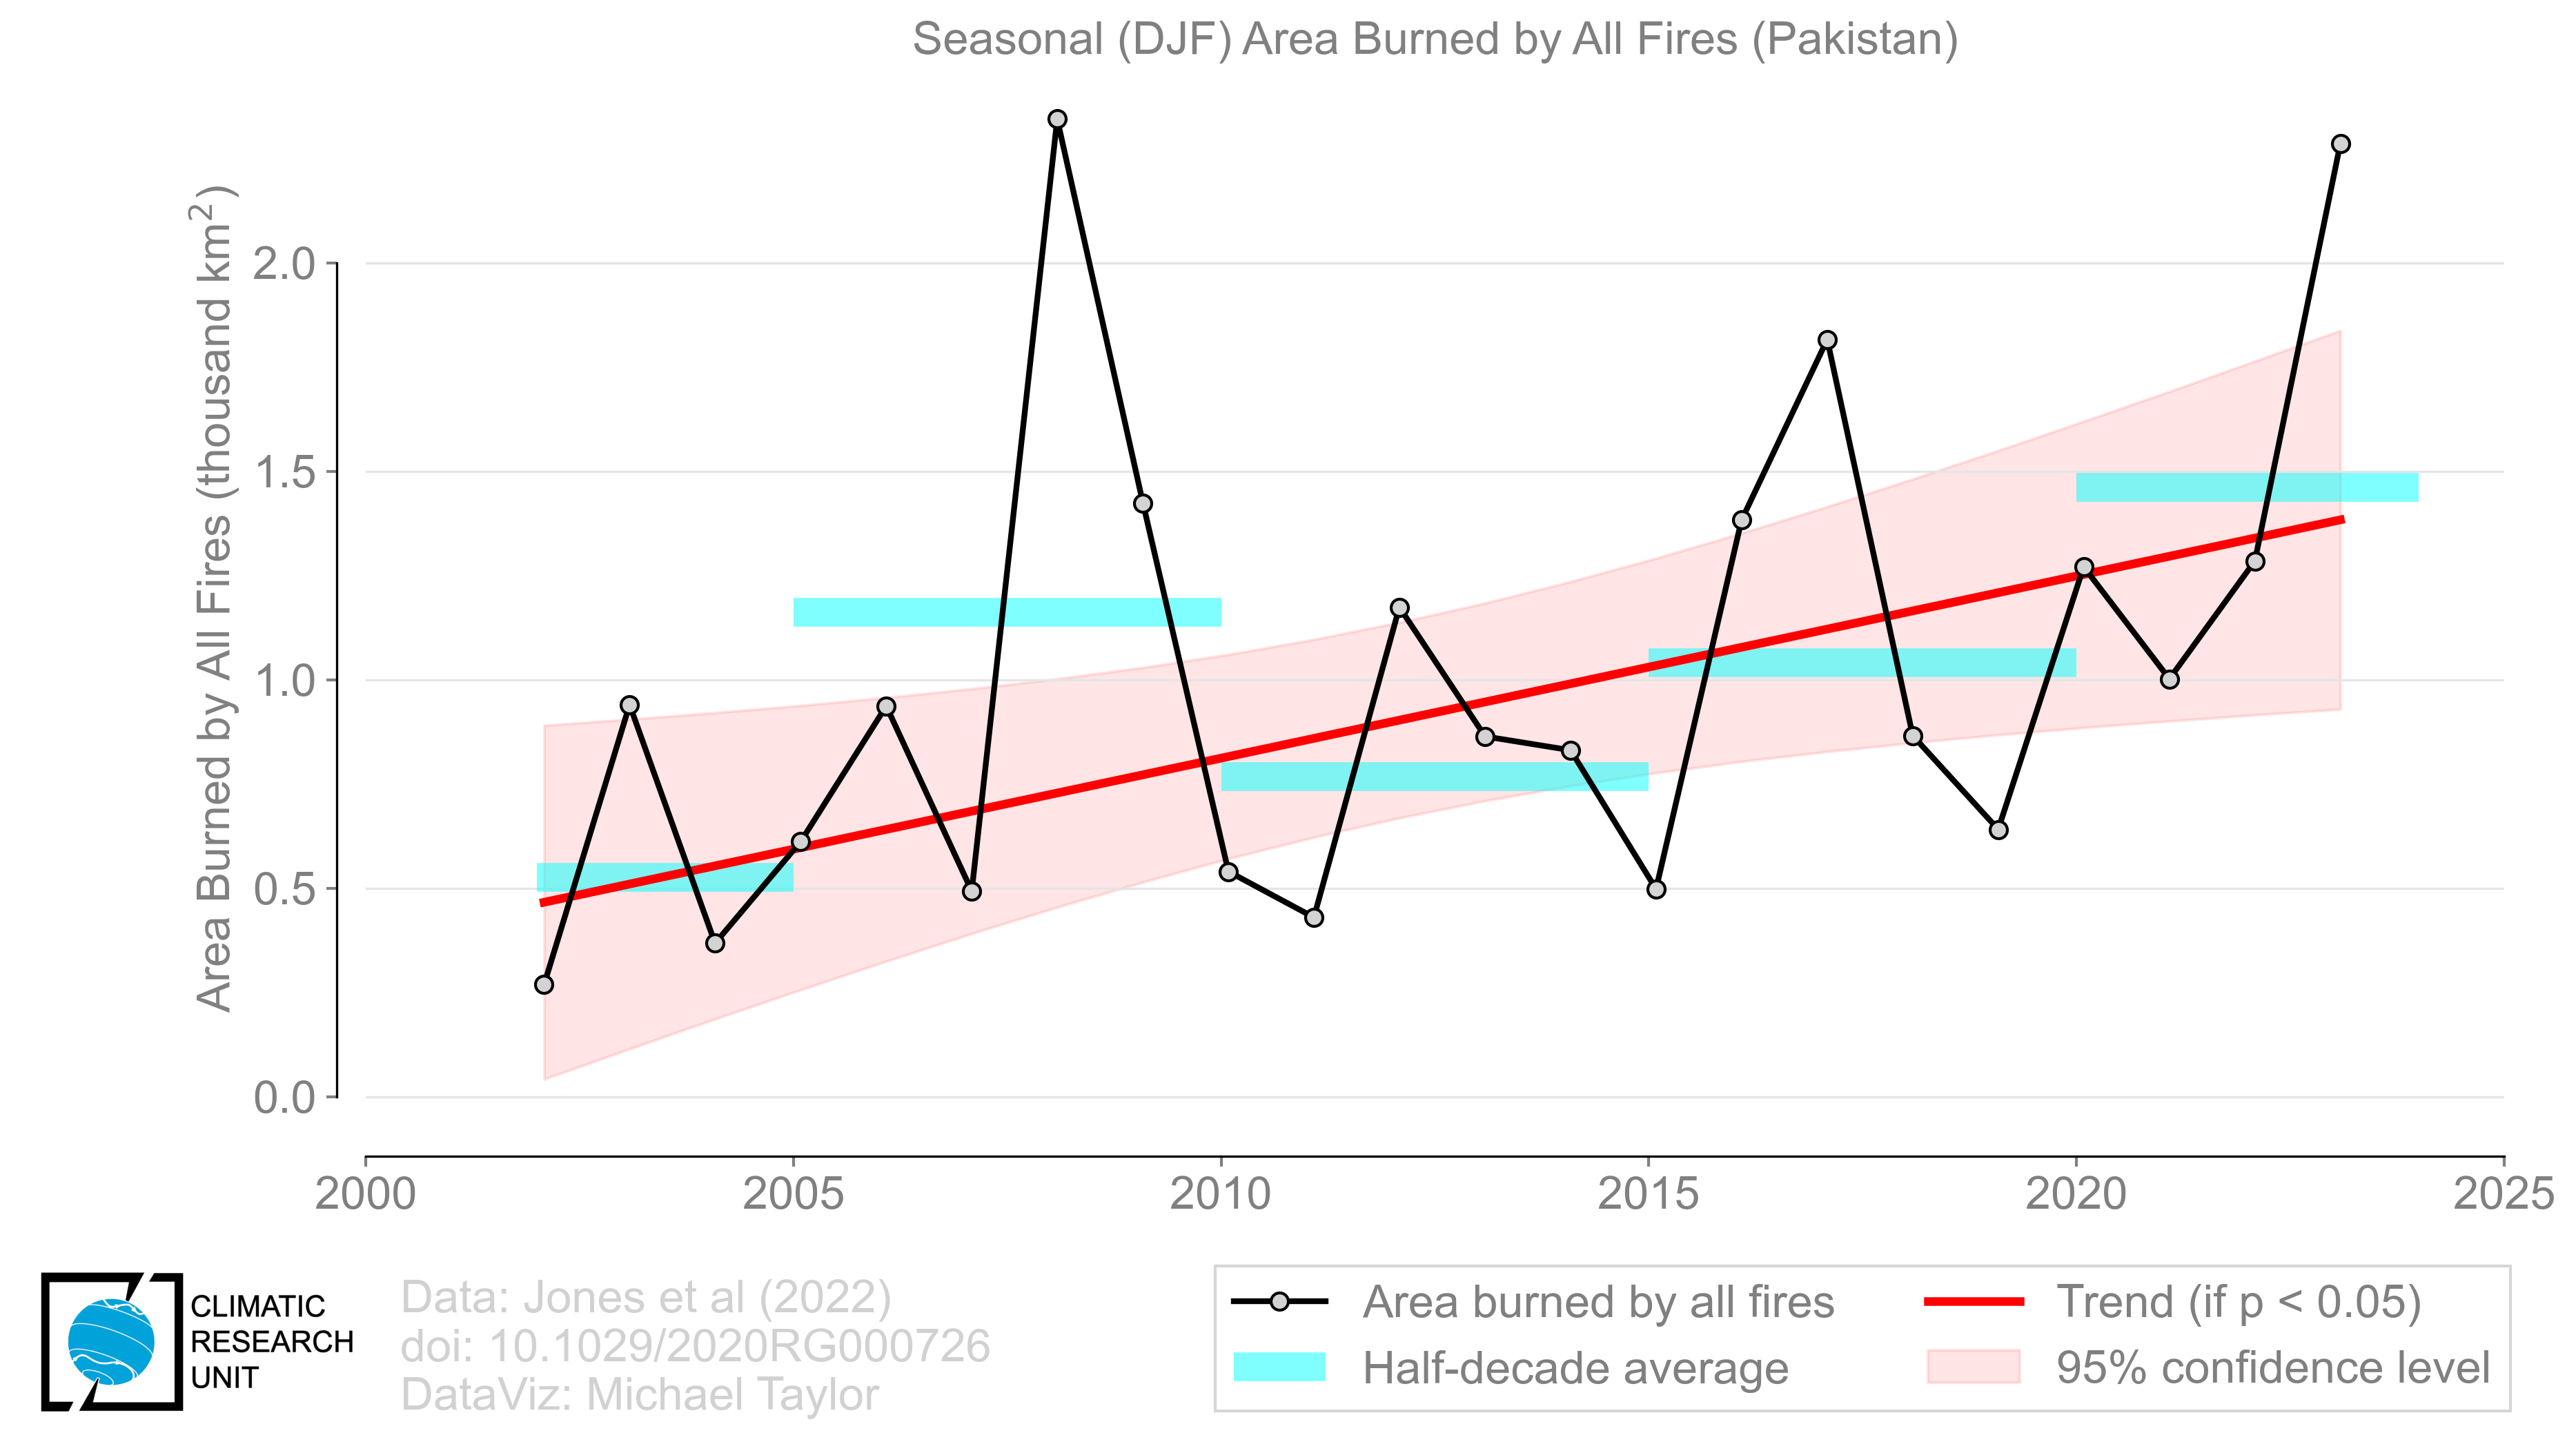 Seasonal (DJF) Area Burned by All Fires (Pakistan)
Area Burned by All Fires (thousand km²)
2.0
1.5
1.0
0.5
0.0
2000 2005 2010 2015 2020 2025
CLIMATIC
RESEARCH
UNIT
Data: Jones et al (2022)
doi: 10.1029/2020RG000726
DataViz: Michael Taylor
Area burned by all fires
Half-decade average
Trend (if p < 0.05)
95% confidence level